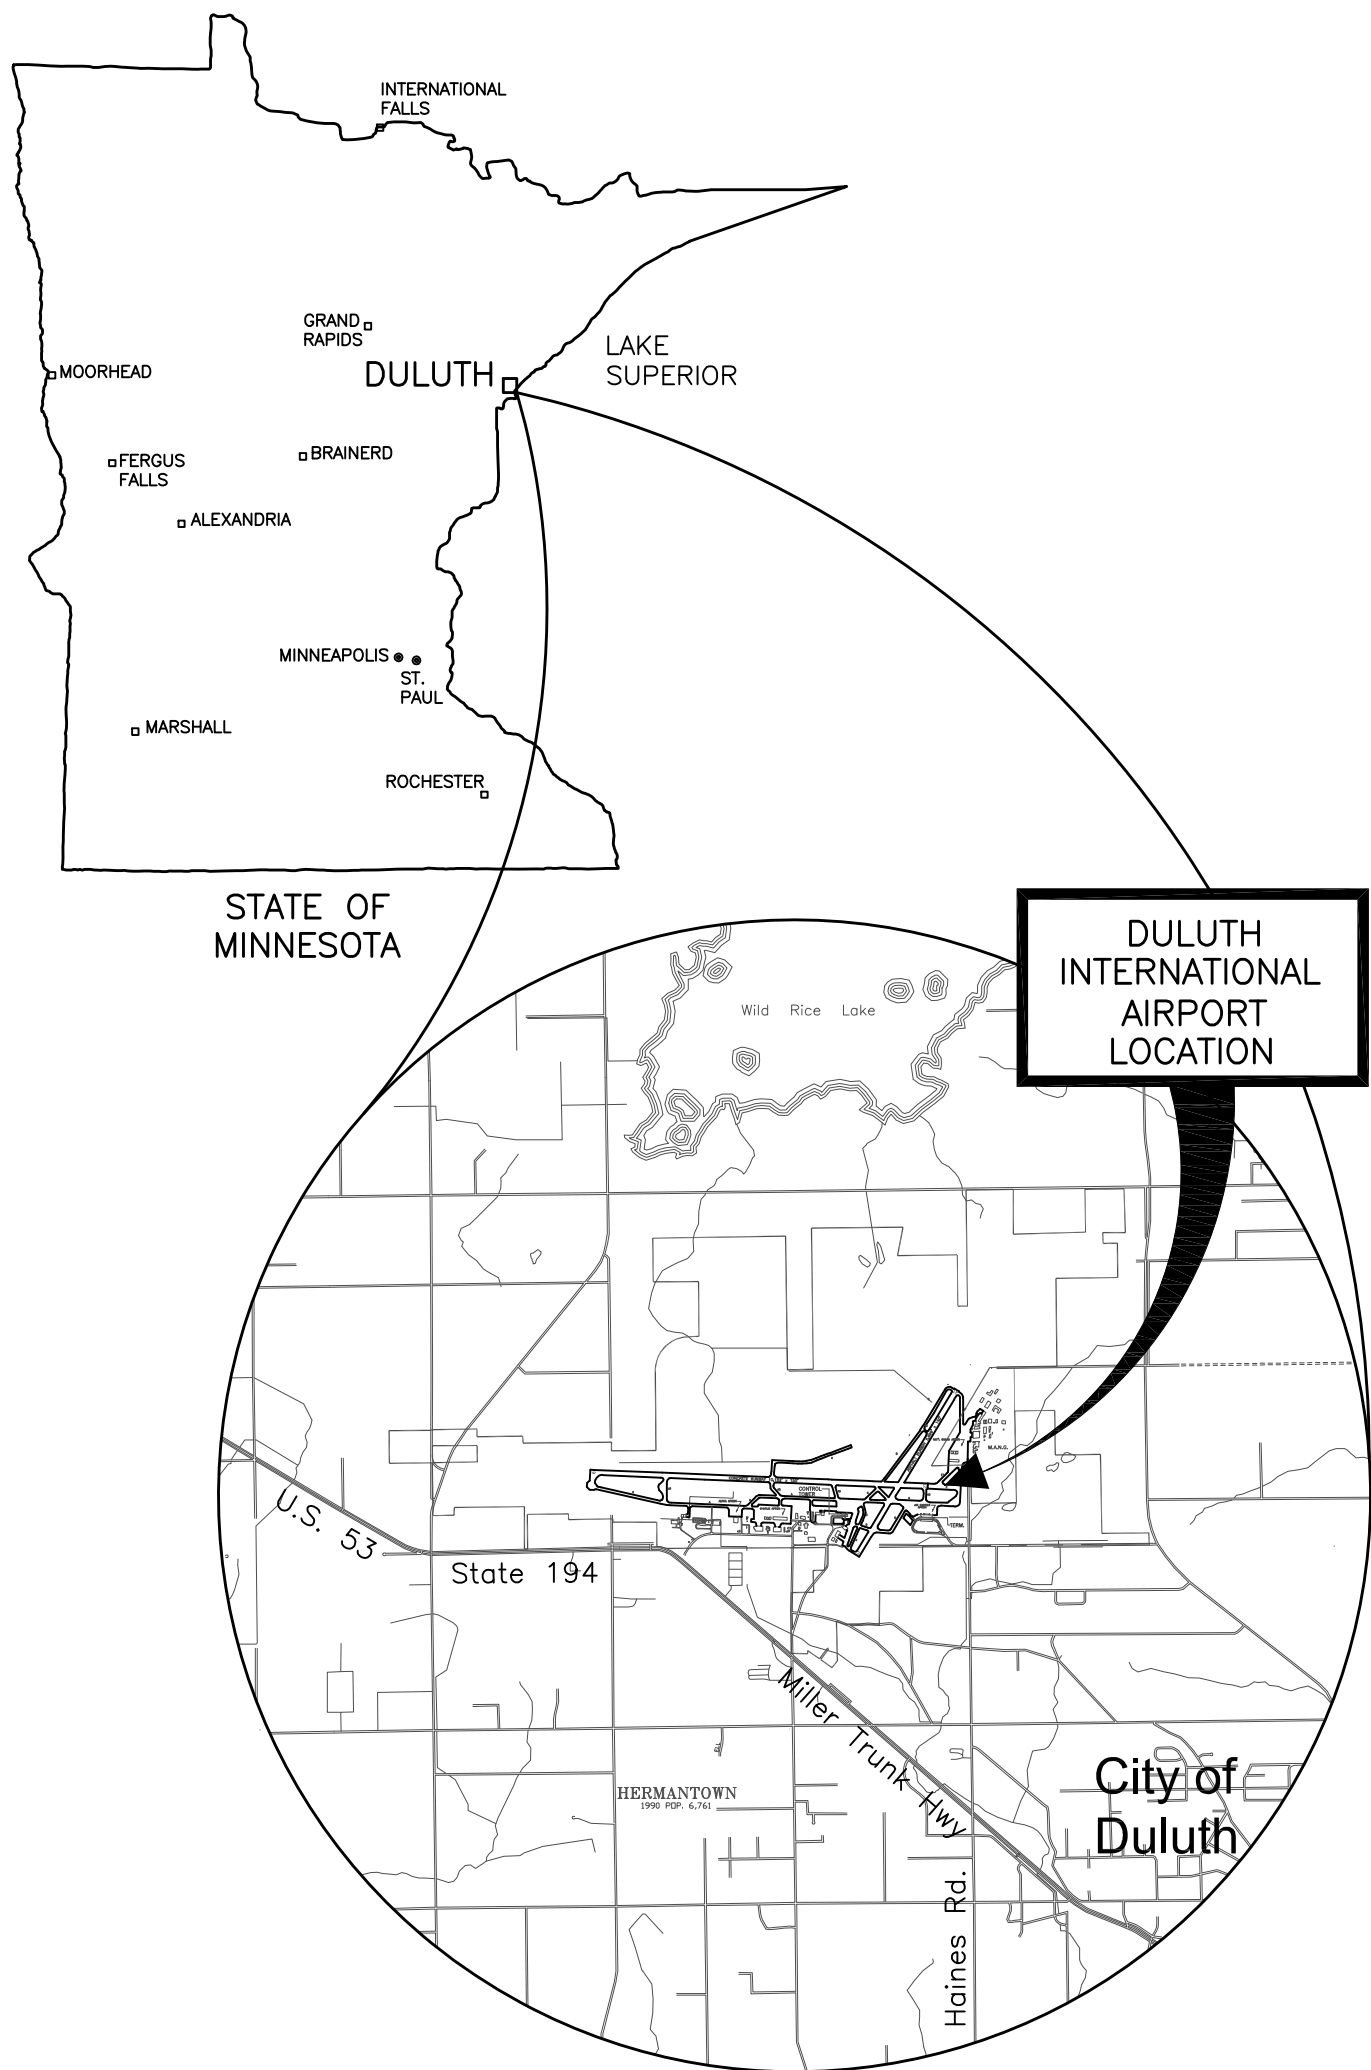 INTERNATIONAL
FALLS
GRAND
RAPIDS
MOORHEAD
DULUTH
LAKE
SUPERIOR
FERGUS
FALLS
BRAINERD
ALEXANDRIA
MINNEAPOLIS
ST.
PAUL
MARSHALL
ROCHESTER
STATE OF
MINNESOTA
DULUTH
INTERNATIONAL
AIRPORT
LOCATION
Wild Rice Lake
M.A.N.G.
CONTROL
TOWER
TERM.
U.S. 53
State 194
Miller Trunk Hwy
HERMANTOWN
1990 POP. 6,761
City of
Duluth
Haines Rd.